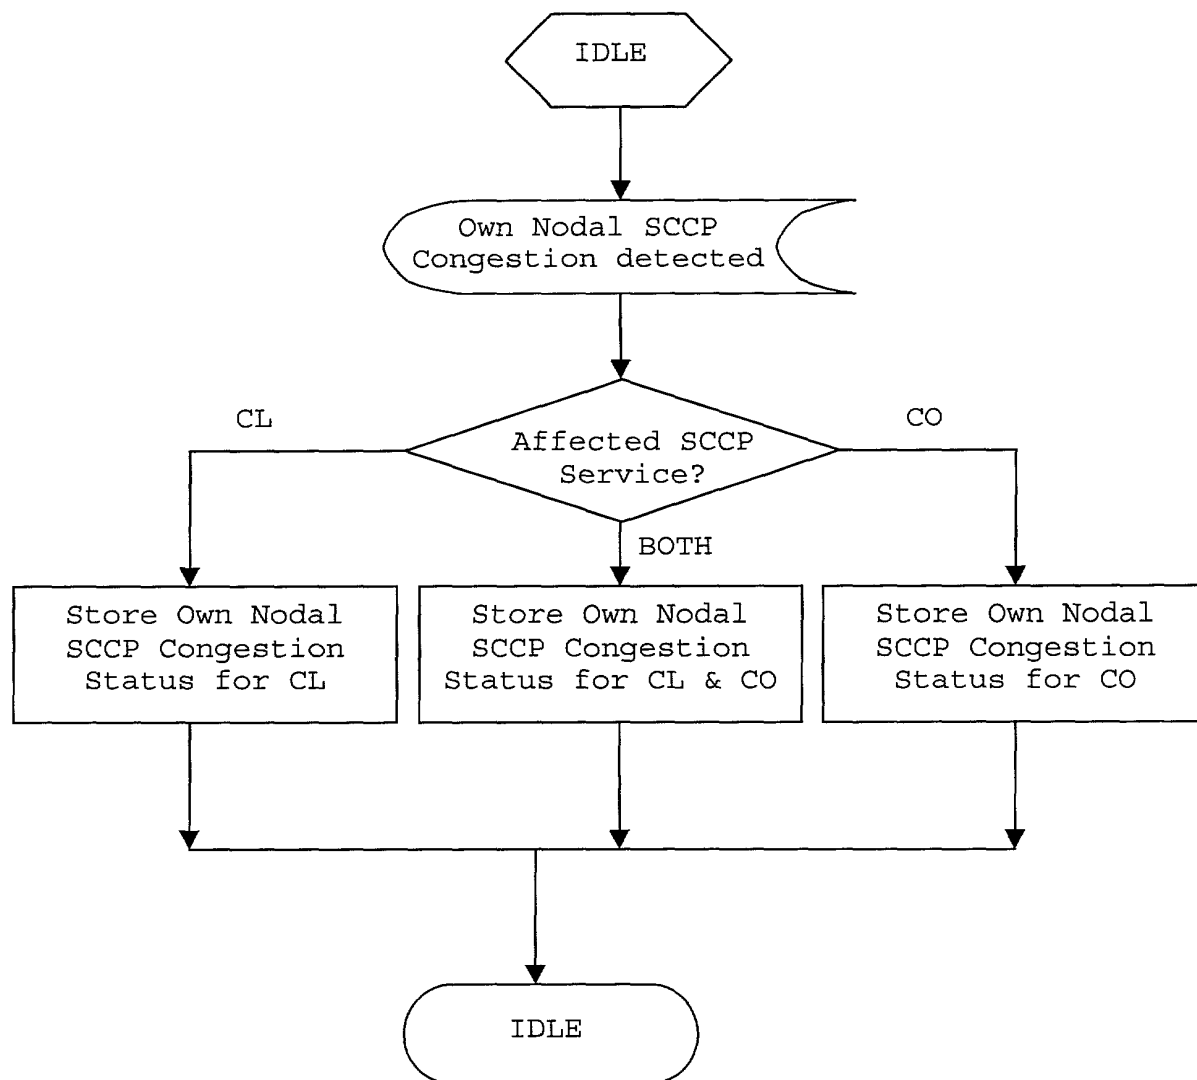 IDLE
Own Nodal SCCP
Congestion detected
CL
CO
Affected SCCP
Service?
BOTH
Store Own Nodal
SCCP Congestion
Status for CL
Store Own Nodal
SCCP Congestion
Status for CL & CO
Store Own Nodal
SCCP Congestion
Status for CO
IDLE